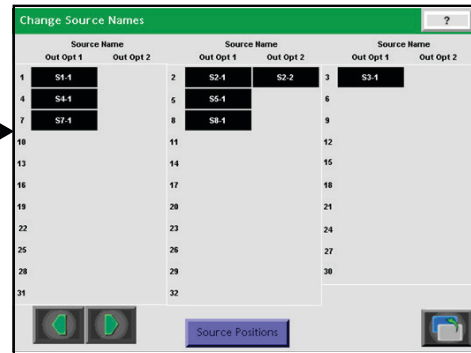 Change Source Names ?
Source Name Source Name Source Name
Out Opt 1 Out Opt 2 Out Opt 1 Out Opt 2 Out Opt 1 Out Opt 2
1 S1-1 2 S2-1 S2-2 3 S3-1
4 S4-1 5 S5-1 6
7 S7-1 8 S8-1 9
10 11 12
13 14 15
16 17 18
19 20 21
22 23 24
25 26 27
28 29 30
31 32
Source Positions